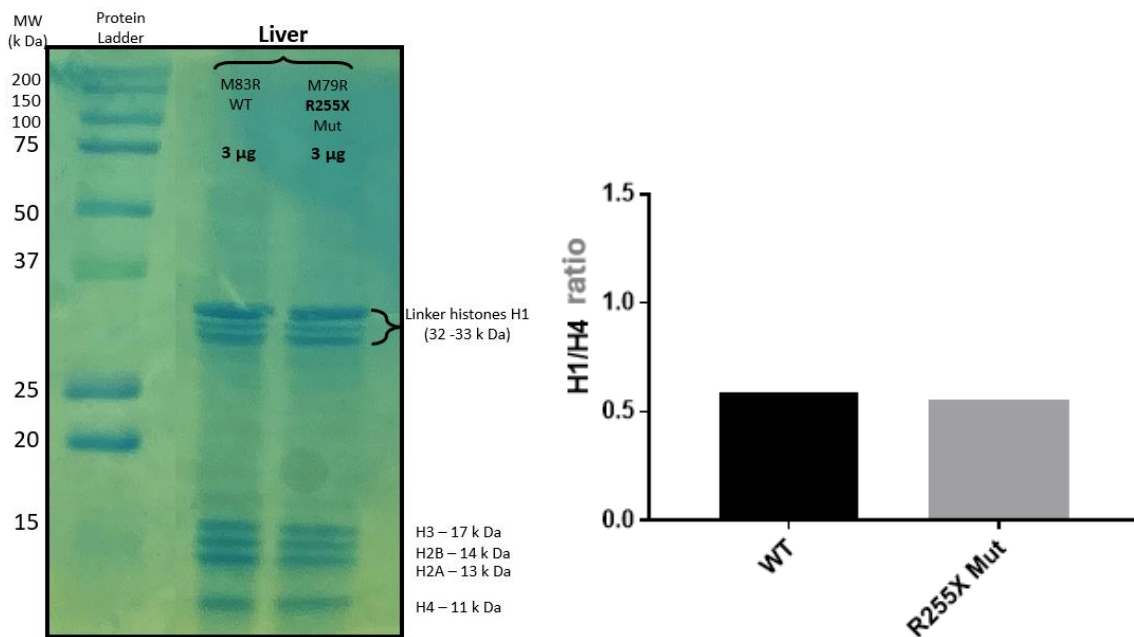 MW
(k Da)
Protein
Ladder
Liver
M83R
WT
3 µg
M79R
R255X
Mut
3 µg
200
150
100
75
50
37
25
20
15
Linker histones H1
(32 -33 k Da)
H3 – 17 k Da
H2B – 14 k Da
H2A – 13 k Da
H4 – 11 k Da
H1/H4 ratio
1.5
1.0
0.5
0.0
WT
R255X Mut